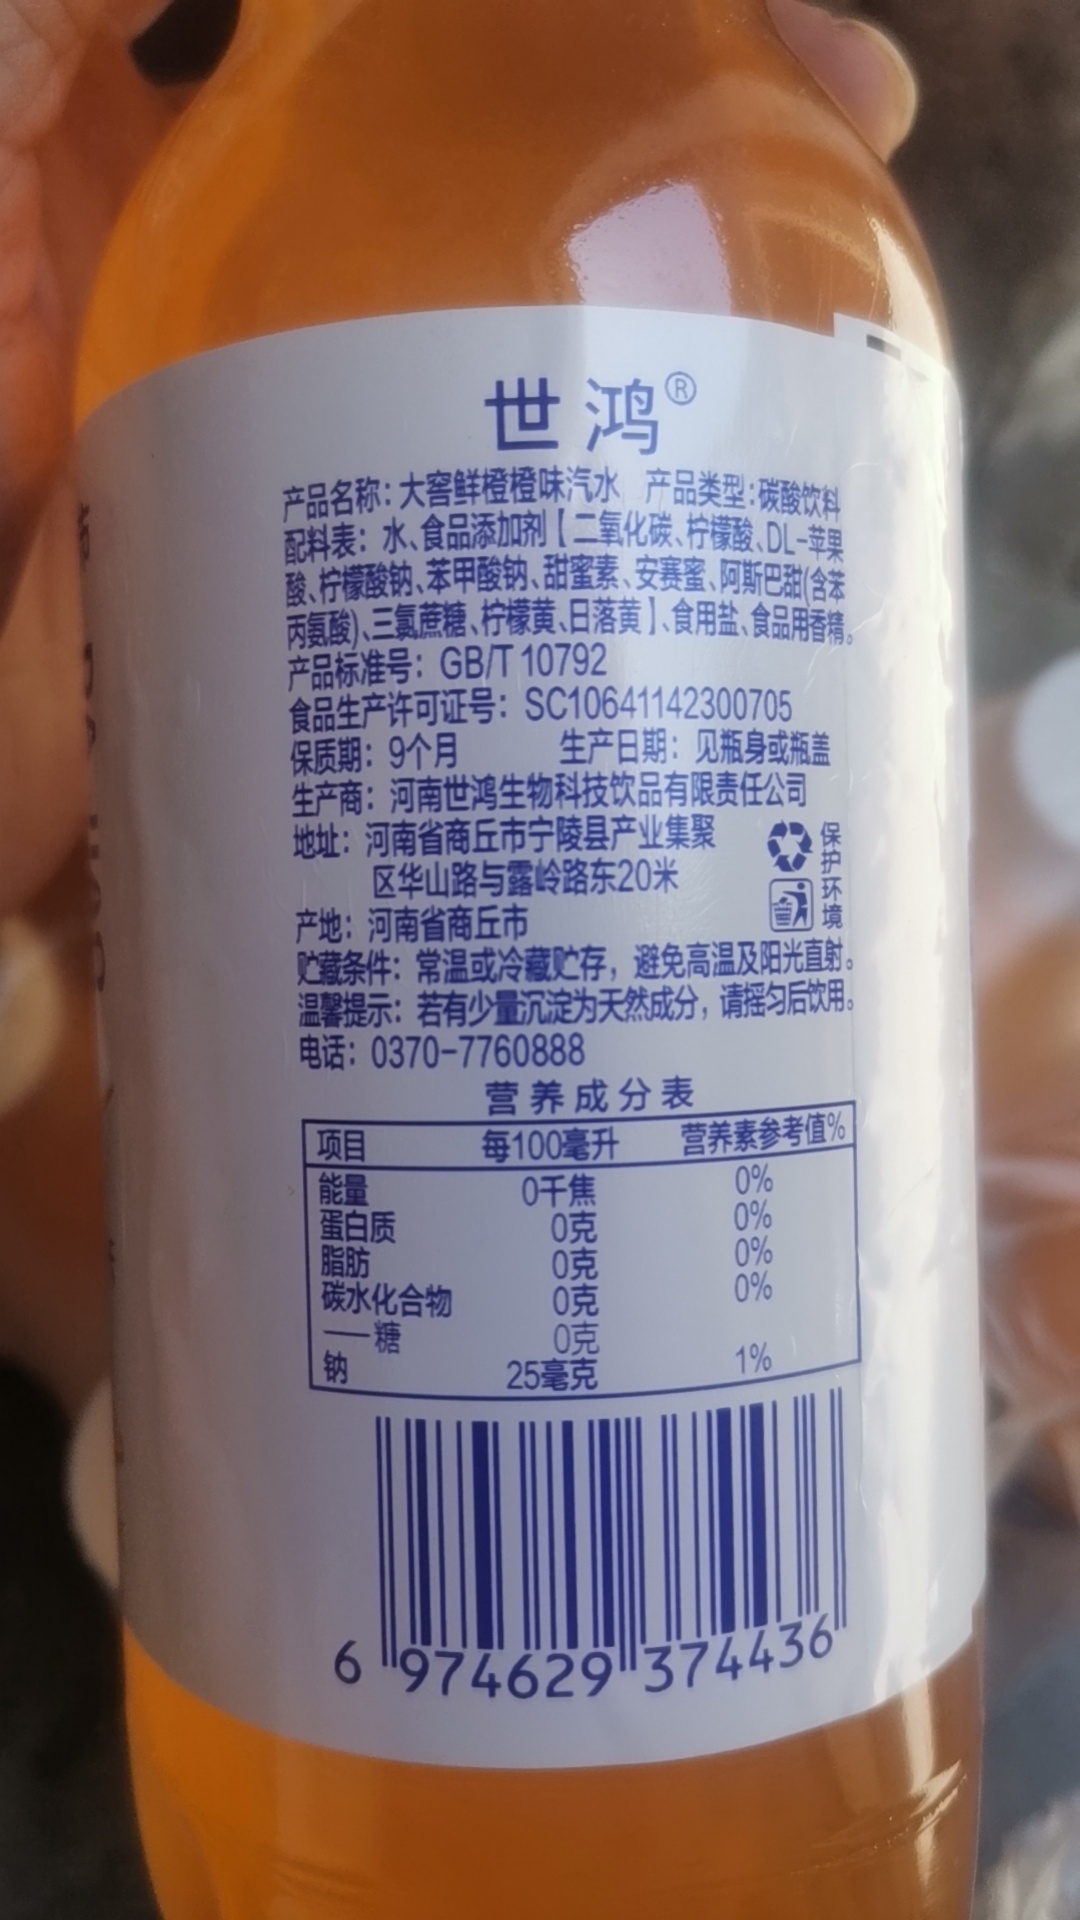 世鸿®
产品名称：大窖鲜橙橙味汽水 产品类型：碳酸饮料
配料表：水、食品添加剂【二氧化碳、柠檬酸、DL-苹果
酸、柠檬酸钠、苯甲酸钠、甜蜜素、安赛蜜、阿斯巴甜(含苯
丙氨酸)、三氯蔗糖、柠檬黄、日落黄】、食用盐、食品用香精。
产品标准号：GB/T 10792
食品生产许可证号：SC10641142300705
保质期：9个月 生产日期：见瓶身或瓶盖
生产商：河南世鸿生物科技饮品有限责任公司
地址：河南省商丘市宁陵县产业集聚
区华山路与露岭路东20米
保护环境
产地：河南省商丘市
贮藏条件：常温或冷藏贮存，避免高温及阳光直射。
温馨提示：若有少量沉淀为天然成分，请摇匀后饮用。
电话：0370-7760888
营养成分表
项目 每100毫升 营养素参考值%
能量 0千焦 0%
蛋白质 0克 0%
脂肪 0克 0%
碳水化合物 0克 0%
——糖 0克
钠 25毫克 1%
6 974629 374436